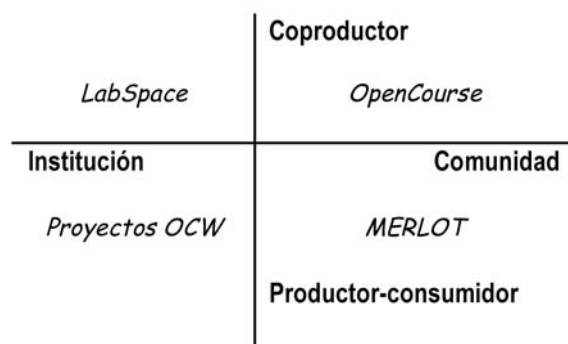 Coproductor
LabSpace OpenCourse
Institución Comunidad
Proyectos OCW MERLOT
Productor-consumidor